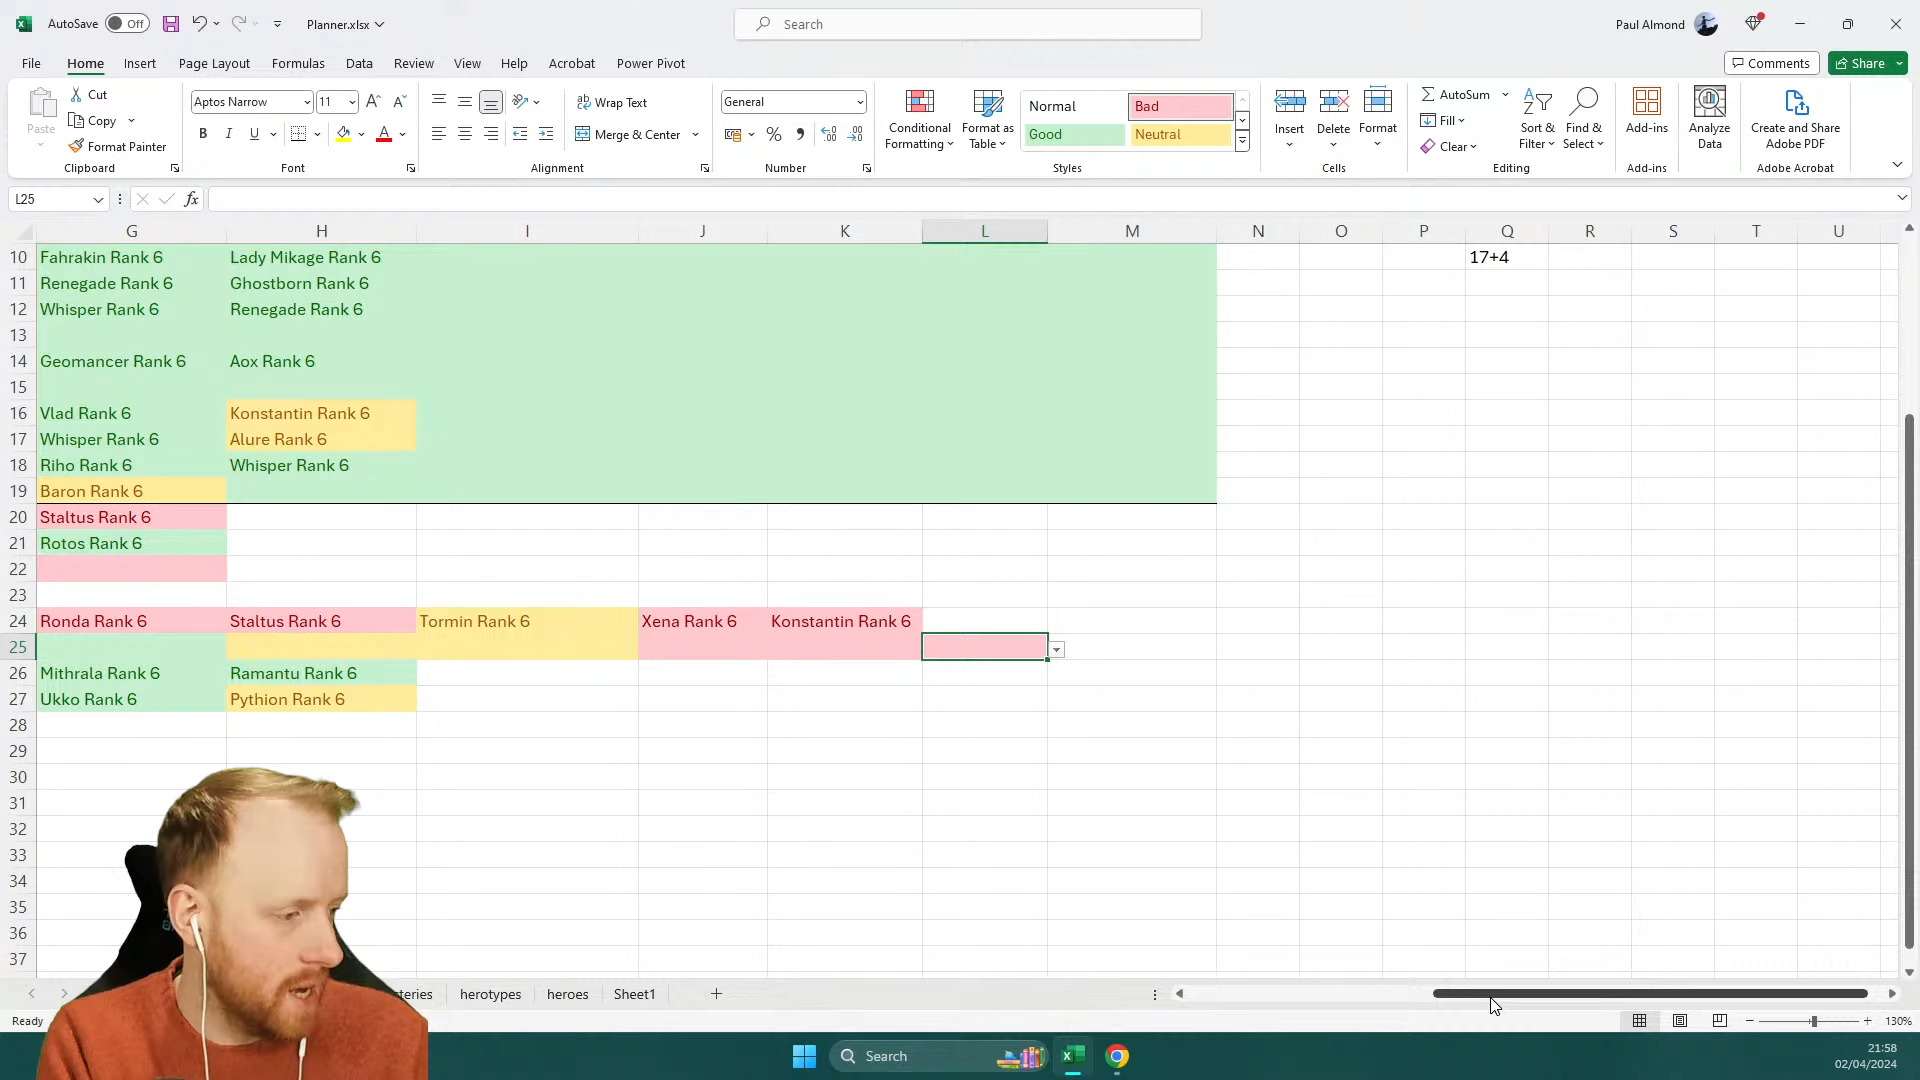 AutoSave Off Planner.xlsx Search Paul Almond
File Home Insert Page Layout Formulas Data Review View Help Acrobat Power Pivot Comments Share
Paste Cut Copy Format Painter Clipboard
Aptos Narrow 11 B I U A Font
Wrap Text Merge & Center Alignment
General % Number
Conditional Formatting Format as Table Normal Bad Good Neutral Styles
Insert Delete Format Cells
AutoSum Fill Clear Sort & Filter Find & Select Editing
Add-ins Add-ins
Analyze Data
Create and Share Adobe PDF Adobe Acrobat
L25 fx
G H I J K L M N O P Q R S T U
10 Fahrakin Rank 6 Lady Mikage Rank 6 17+4
11 Renegade Rank 6 Ghostborn Rank 6
12 Whisper Rank 6 Renegade Rank 6
13
14 Geomancer Rank 6 Aox Rank 6
15
16 Vlad Rank 6 Konstantin Rank 6
17 Whisper Rank 6 Alure Rank 6
18 Riho Rank 6 Whisper Rank 6
19 Baron Rank 6
20 Staltus Rank 6
21 Rotos Rank 6
22
23
24 Ronda Rank 6 Staltus Rank 6 Tormin Rank 6 Xena Rank 6 Konstantin Rank 6
25
26 Mithrala Rank 6 Ramantu Rank 6
27 Ukko Rank 6 Pythion Rank 6
28
29
30
31
32
33
34
35
36
37
teries herotypes heroes Sheet1
Ready 130%
Search 21:58
02/04/2024